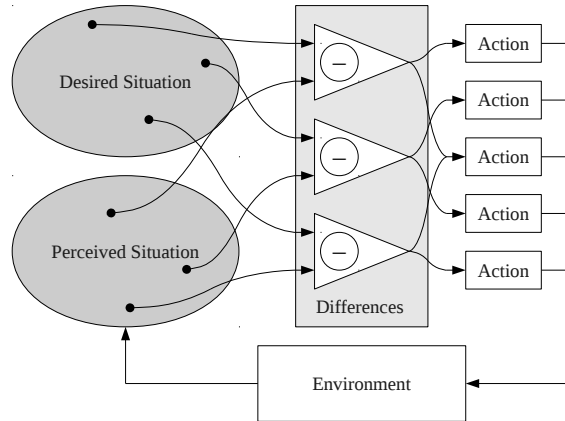 Desired Situation
Perceived Situation
−
−
−
Differences
Action
Action
Action
Action
Action
Environment